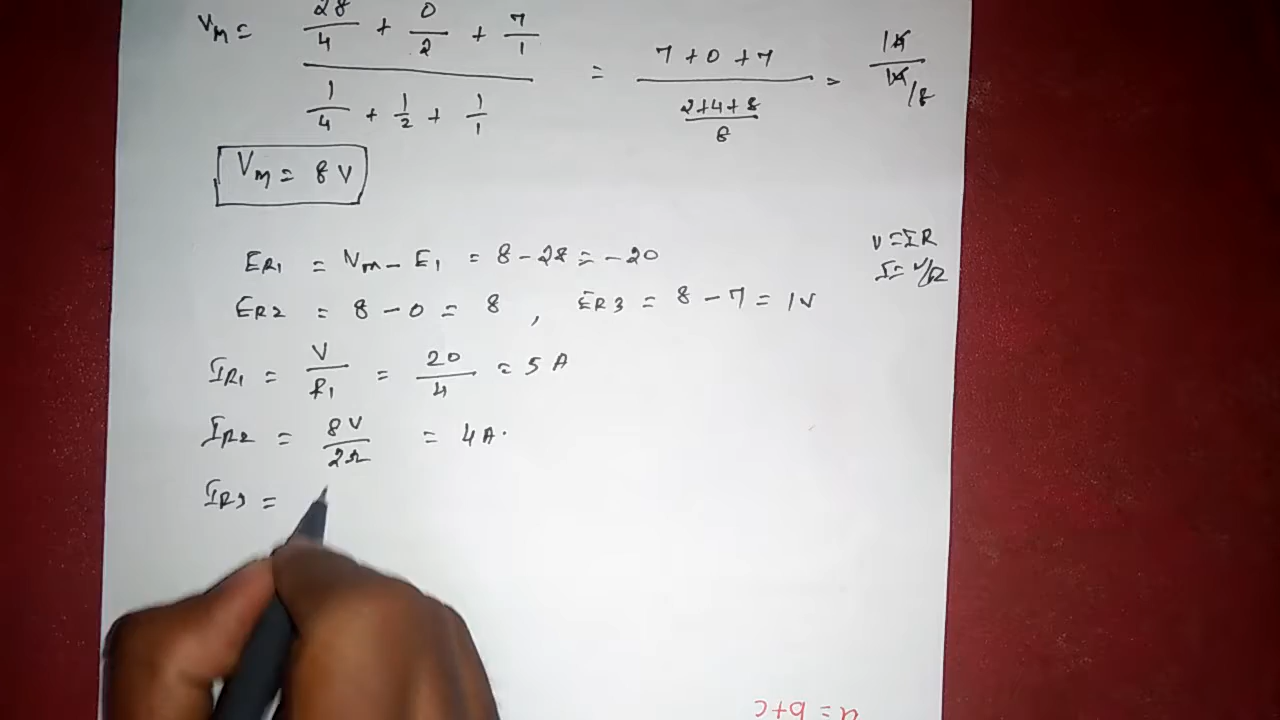 Vm = 28/4 + 0/2 + 7/1 / 1/4 + 1/2 + 1/1 = 7+0+7 / 2+4+8/8 = 14 / 14/8
Vm = 8 V
ER1 = Vm - E1 = 8 - 28 = -20
ER2 = 8 - 0 = 8 , ER3 = 8 - 7 = 1V
V = IR
I = V/R
IR1 = V/R1 = 20/4 = 5 A
IR2 = 8V/2Ω = 4A.
IR3 =
a = b+c